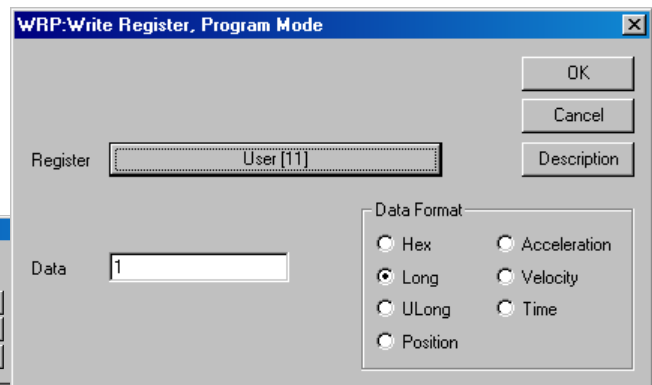 WRP:Write Register, Program Mode
OK
Cancel
Register User [11] Description
Data Format
Hex Acceleration
Data 1 Long Velocity
ULong Time
Position